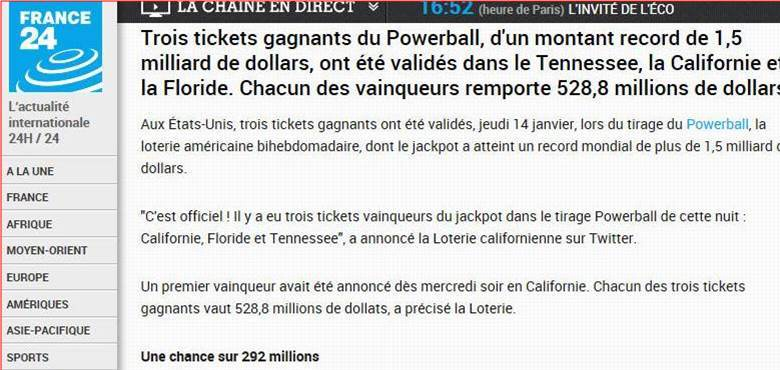 LA CHAÎNE EN DIRECT
16:52 (heure de Paris) L'INVITÉ DE L'ÉCO
FRANCE
24
L'actualité
internationale
24H / 24
A LA UNE
FRANCE
AFRIQUE
MOYEN-ORIENT
EUROPE
AMÉRIQUES
ASIE-PACIFIQUE
SPORTS
Trois tickets gagnants du Powerball, d'un montant record de 1,5
milliard de dollars, ont été validés dans le Tennessee, la Californie et
la Floride. Chacun des vainqueurs remporte 528,8 millions de dollars
Aux États-Unis, trois tickets gagnants ont été validés, jeudi 14 janvier, lors du tirage du Powerball, la
loterie américaine bihebdomadaire, dont le jackpot a atteint un record mondial de plus de 1,5 milliard d
dollars.
"C'est officiel ! Il y a eu trois tickets vainqueurs du jackpot dans le tirage Powerball de cette nuit :
Californie, Floride et Tennessee", a annoncé la Loterie californienne sur Twitter.
Un premier vainqueur avait été annoncé dès mercredi soir en Californie. Chacun des trois tickets
gagnants vaut 528,8 millions de dollats, a précisé la Loterie.
Une chance sur 292 millions